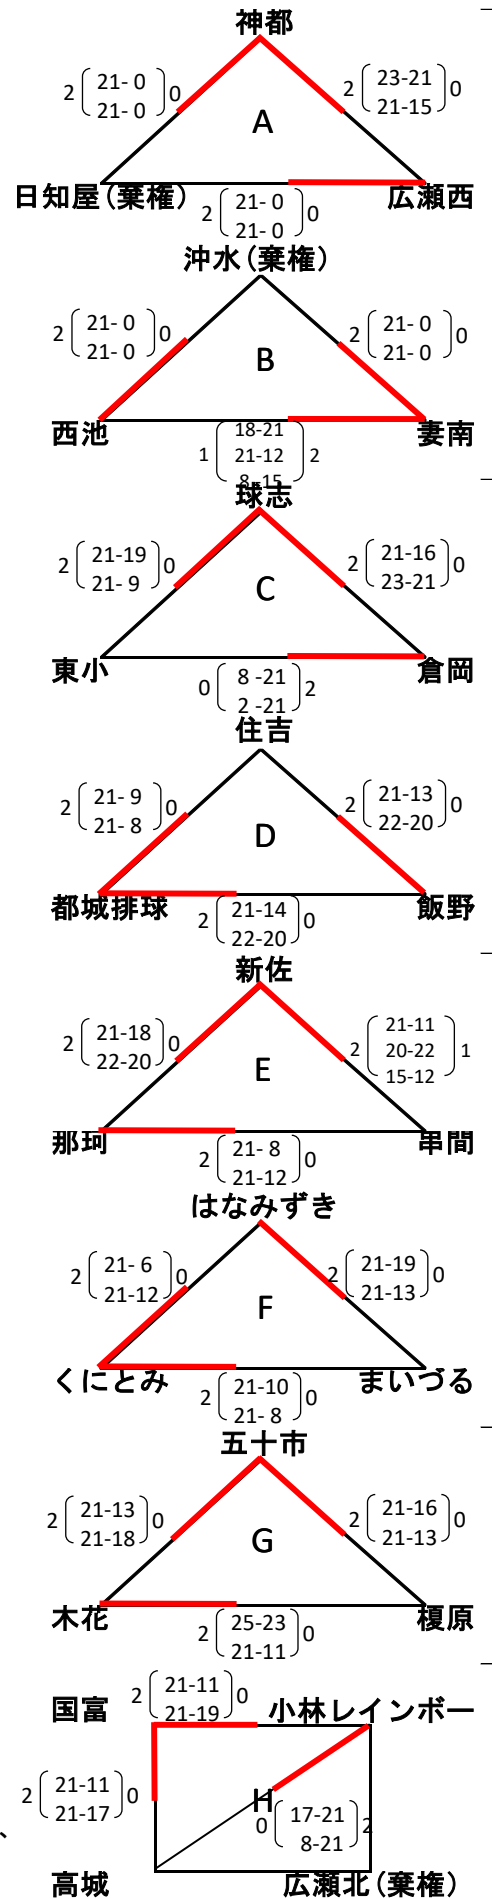 神都
2 21- 0 0 2 23-21 0
21- 0 21-15
A
日知屋(棄権) 2 21- 0 0 広瀬西
21- 0
沖水(棄権)
2 21- 0 0 2 21- 0 0
21- 0 21- 0
B
西池 18-21 妻南
1 21-12 2
8-15
球志
2 21-19 0 2 21-16 0
21- 9 23-21
C
東小 0 8 -21 2 倉岡
2 -21
住吉
2 21- 9 0 2 21-13 0
21- 8 22-20
D
都城排球 2 21-14 0 飯野
22-20
新佐
2 21-18 0 2 21-11 1
22-20 20-22
15-12
E
那珂 2 21- 8 0 串間
21-12
はなみずき
2 21- 6 0 2 21-19 0
21-12 21-13
F
くにとみ 2 21-10 0 まいづる
21- 8
五十市
2 21-13 0 2 21-16 0
21-18 21-13
G
木花 2 25-23 0 榎原
21-11
国富 2 21-11 0 小林レインボー
21-19
2 21-11 0
21-17
H
0 17-21 2
8-21
、
高城 広瀬北(棄権)